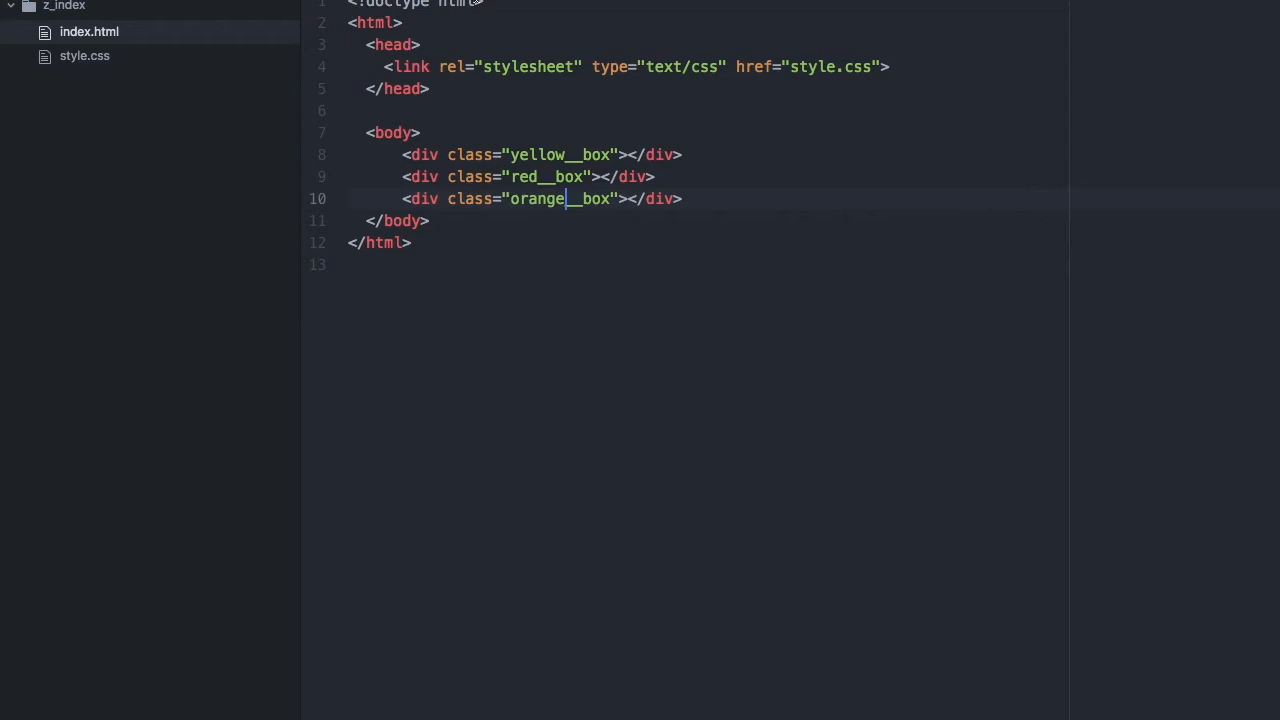 z_index
index.html
style.css
1 <!doctype html>
2 <html>
3 <head>
4 <link rel="stylesheet" type="text/css" href="style.css">
5 </head>
6
7 <body>
8 <div class="yellow__box"></div>
9 <div class="red__box"></div>
10 <div class="orange__box"></div>
11 </body>
12 </html>
13